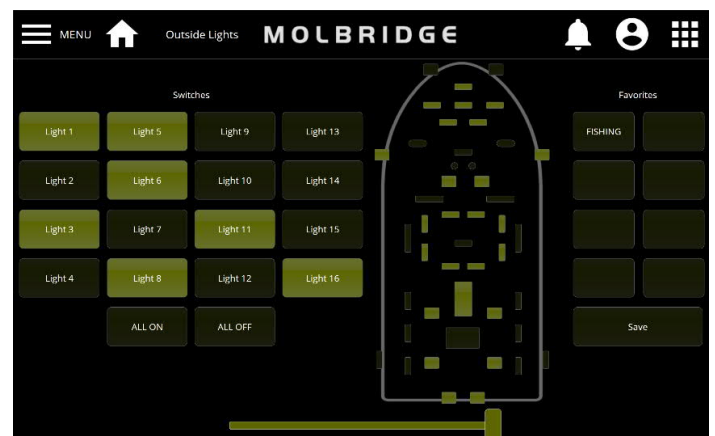 MENU Outside Lights MOLBRIDGE
Switches Favorites
Light 1 Light 5 Light 9 Light 13 FISHING
Light 2 Light 6 Light 10 Light 14
Light 3 Light 7 Light 11 Light 15
Light 4 Light 8 Light 12 Light 16
ALL ON ALL OFF Save